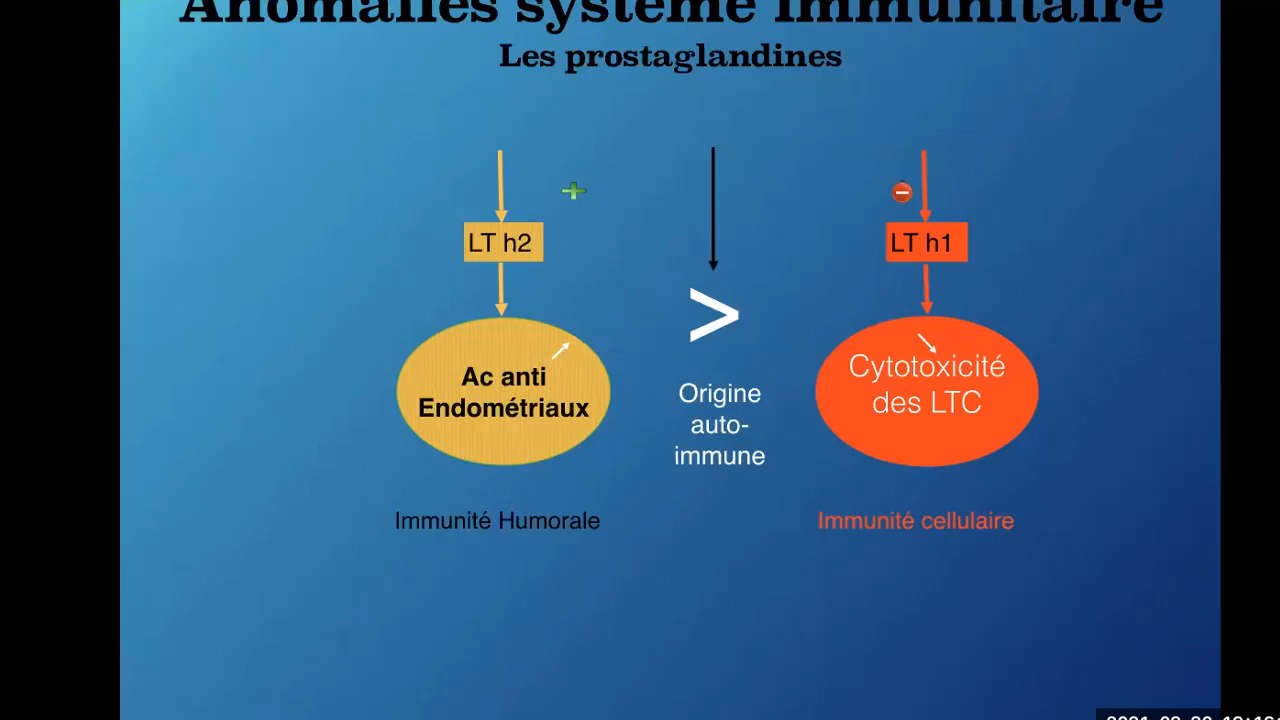 Anomalies système immunitaire
Les prostaglandines
LT h2
LT h1
>
Ac anti
Endométriaux
Origine
auto-
immune
Cytotoxicité
des LTC
Immunité Humorale
Immunité cellulaire